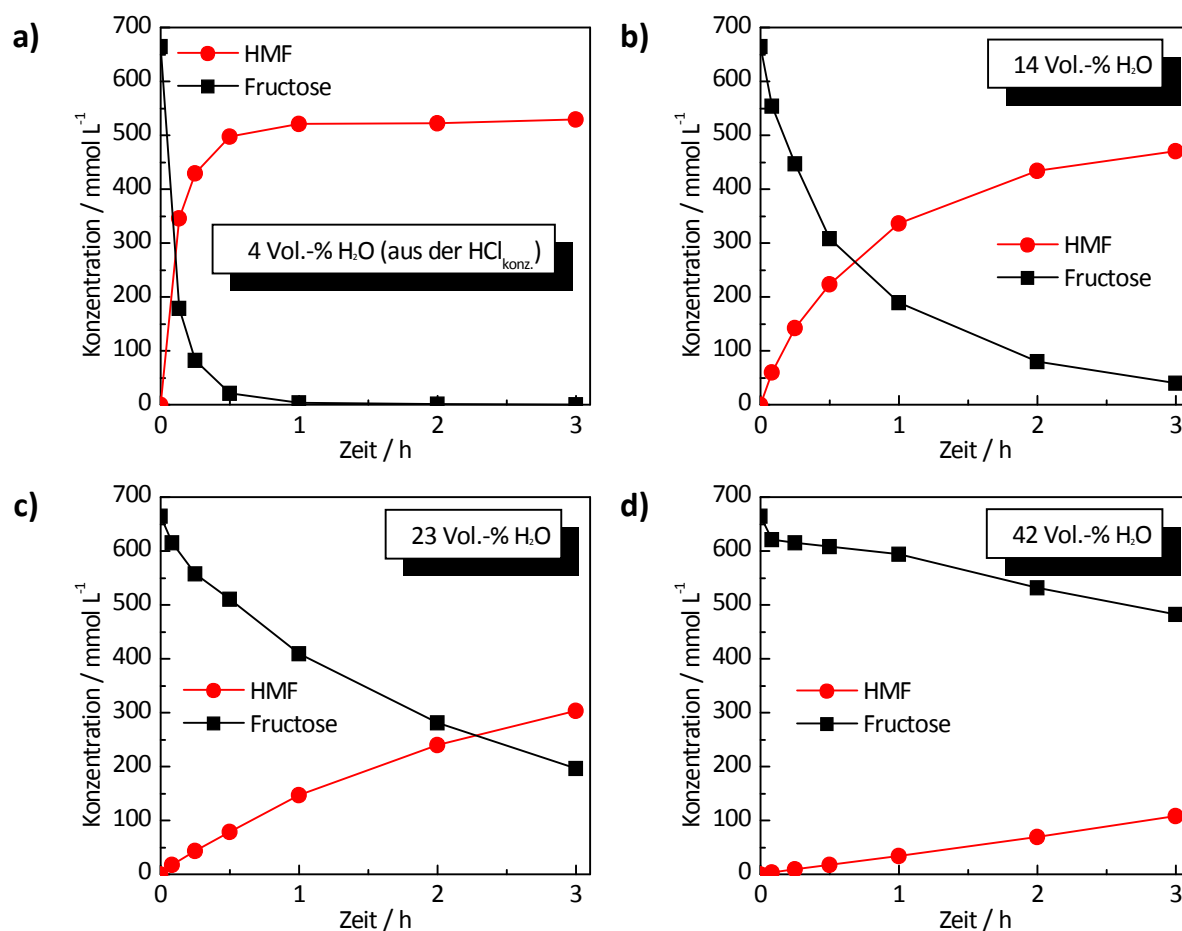 a)
700
600
500
400
300
200
100
0
Konzentration / mmol L⁻¹
HMF
Fructose
4 Vol.-% H₂O (aus der HCl_konz.)
0 1 2 3
Zeit / h
b)
700
600
500
400
300
200
100
0
Konzentration / mmol L⁻¹
14 Vol.-% H₂O
HMF
Fructose
0 1 2 3
Zeit / h
c)
700
600
500
400
300
200
100
0
Konzentration / mmol L⁻¹
23 Vol.-% H₂O
HMF
Fructose
0 1 2 3
Zeit / h
d)
700
600
500
400
300
200
100
0
Konzentration / mmol L⁻¹
42 Vol.-% H₂O
HMF
Fructose
0 1 2 3
Zeit / h